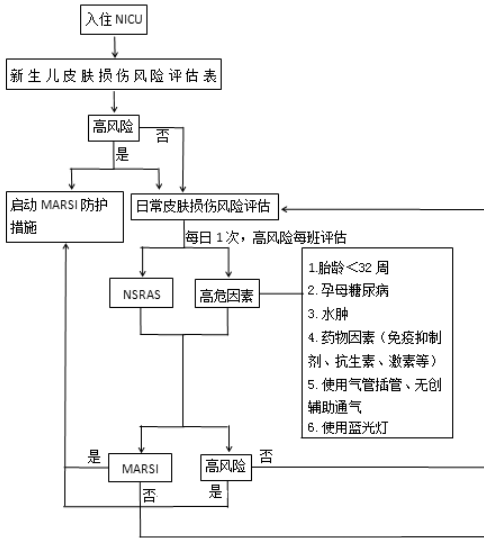 入住 NICU
新生儿皮肤损伤风险评估表
高风险
否
是
启动 MARSI 防护
措施
日常皮肤损伤风险评估
每日 1 次，高风险每班评估
NSRAS
高危因素
1.胎龄＜32 周
2. 孕母糖尿病
3. 水肿
4. 药物因素（免疫抑制
剂、抗生素、激素等）
5. 使用气管插管、无创
辅助通气
6. 使用蓝光灯
是
MARSI
高风险
否
否
是